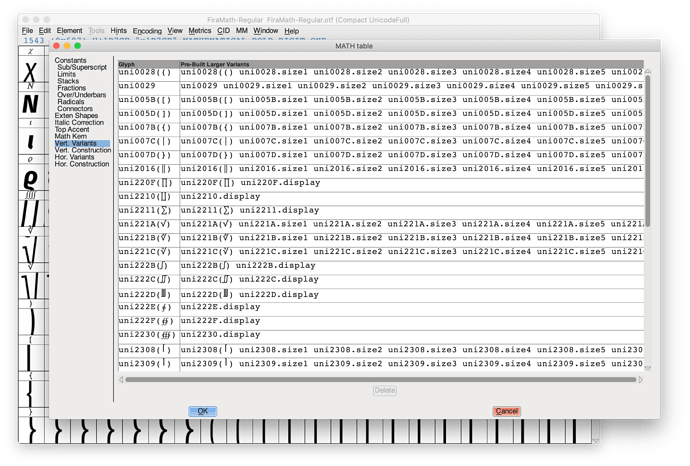 FiraMath-Regular FiraMath-Regular.otf (Compact UnicodeFull)
File Edit Element Tools Hints Encoding View Metrics CID MM Window Help
MATH table
Constants
Sub/Superscript
Limits
Stacks
Fractions
Over/Underbars
Radicals
Connectors
Exten Shapes
Italic Correction
Top Accent
Math Kern
Vert. Variants
Vert. Construction
Hor. Variants
Hor. Construction
Glyph Pre-Built Larger Variants
uni0028(() uni0028(() uni0028.size1 uni0028.size2 uni0028.size3 uni0028.size4 uni0028.size5 uni002
uni0029 uni0029 uni0029.size1 uni0029.size2 uni0029.size3 uni0029.size4 uni0029.size5 uni0029.s
uni005B([) uni005B([) uni005B.size1 uni005B.size2 uni005B.size3 uni005B.size4 uni005B.size5 uni005
uni005D(]) uni005D(]) uni005D.size1 uni005D.size2 uni005D.size3 uni005D.size4 uni005D.size5 uni005
uni007B({) uni007B({) uni007B.size1 uni007B.size2 uni007B.size3 uni007B.size4 uni007B.size5 uni007
uni007C(|) uni007C(|) uni007C.size1 uni007C.size2 uni007C.size3 uni007C.size4 uni007C.size5 uni007
uni007D(}) uni007D(}) uni007D.size1 uni007D.size2 uni007D.size3 uni007D.size4 uni007D.size5 uni007
uni2016(‖) uni2016(‖) uni2016.size1 uni2016.size2 uni2016.size3 uni2016.size4 uni2016.size5 uni201
uni220F(∏) uni220F(∏) uni220F.display
uni2210(∐) uni2210.display
uni2211(∑) uni2211(∑) uni2211.display
uni221A(√) uni221A(√) uni221A.size1 uni221A.size2 uni221A.size3 uni221A.size4 uni221A.size5 uni221
uni221B(∛) uni221B(∛) uni221B.size1 uni221B.size2 uni221B.size3 uni221B.size4 uni221B.size5 uni221
uni221C(∜) uni221C(∜) uni221C.size1 uni221C.size2 uni221C.size3 uni221C.size4 uni221C.size5 uni221
uni222B(∫) uni222B(∫) uni222B.display
uni222C(∬) uni222C(∬) uni222C.display
uni222D(∭) uni222D(∭) uni222D.display
uni222E(∮) uni222E.display
uni222F(∯) uni222F.display
uni2230(∰) uni2230.display
uni2308(⌈) uni2308(⌈) uni2308.size1 uni2308.size2 uni2308.size3 uni2308.size4 uni2308.size5 uni230
uni2309(⌉) uni2309(⌉) uni2309.size1 uni2309.size2 uni2309.size3 uni2309.size4 uni2309.size5 uni230
Delete
OK Cancel